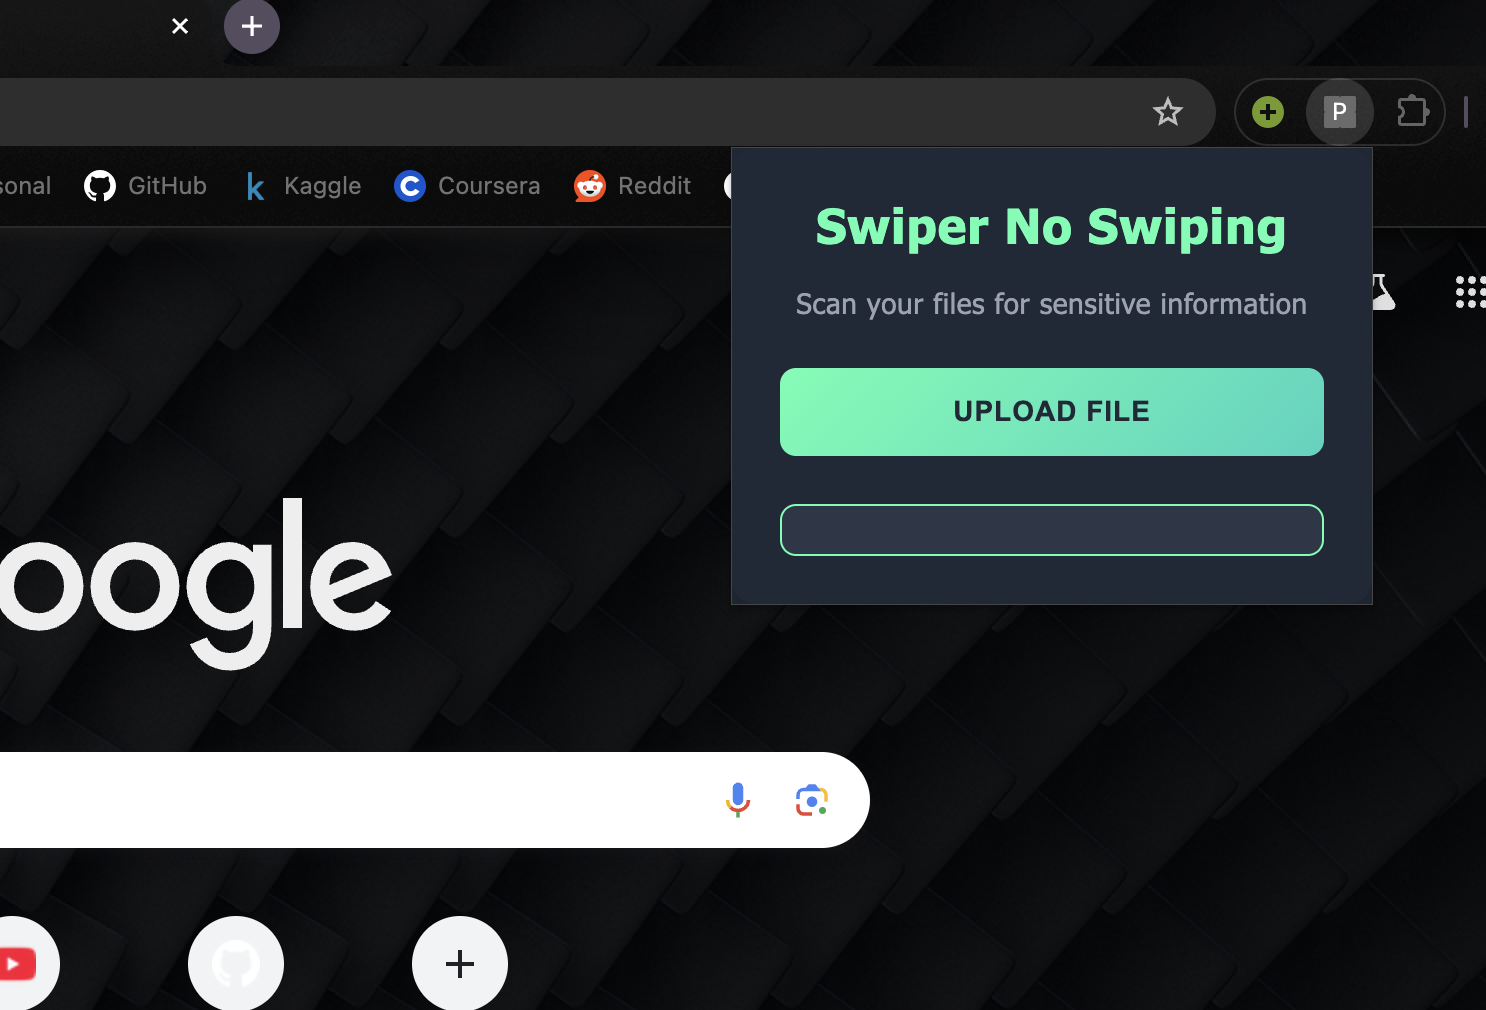 P
sonal GitHub Kaggle Coursera Reddit
Swiper No Swiping
Scan your files for sensitive information
UPLOAD FILE
oogle